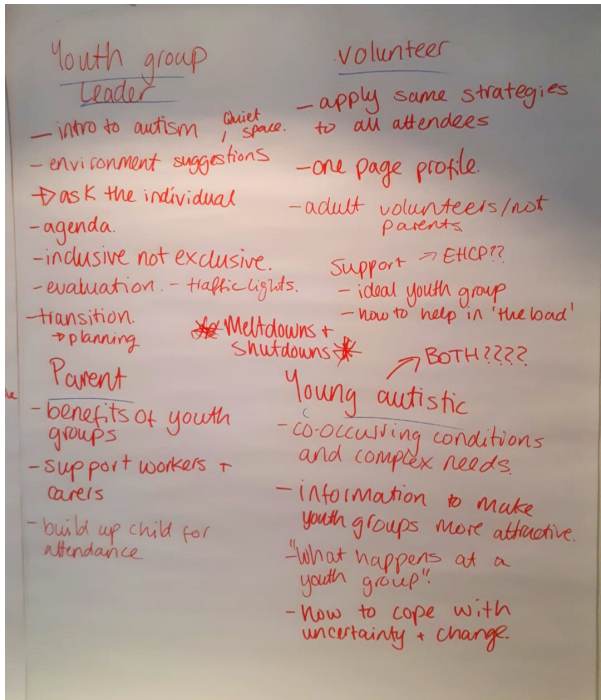 Youth group
Leader
- intro to autism, Quiet space.
- environment suggestions
→ ask the individual
- agenda.
- inclusive not exclusive.
- evaluation. - traffic lights.
- transition.
→ planning
volunteer
- apply same strategies
to all attendees
- one page profile.
- adult volunteers/not
parents
Support → EHCP??
- ideal youth group
- how to help in 'the load'
Meltdowns +
Shutdowns
Parent
- benefits of youth
groups
- support workers +
carers
- build up child for
attendance
BOTH????
Young autistic
- co-occurring conditions
and complex needs.
- information to make
youth groups more attractive.
- "What happens at a
youth group".
- how to cope with
uncertainty + change.